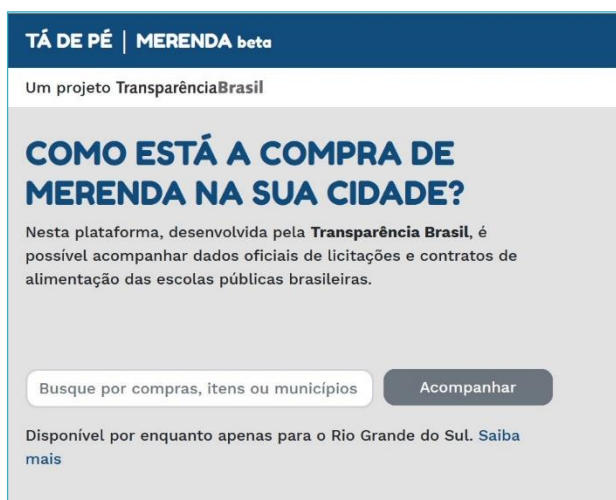 TÁ DE PÉ | MERENDA beta
Um projeto TransparênciaBrasil
COMO ESTÁ A COMPRA DE
MERENDA NA SUA CIDADE?
Nesta plataforma, desenvolvida pela Transparência Brasil, é
possível acompanhar dados oficiais de licitações e contratos de
alimentação das escolas públicas brasileiras.
Busque por compras, itens ou municípios
Acompanhar
Disponível por enquanto apenas para o Rio Grande do Sul. Saiba
mais